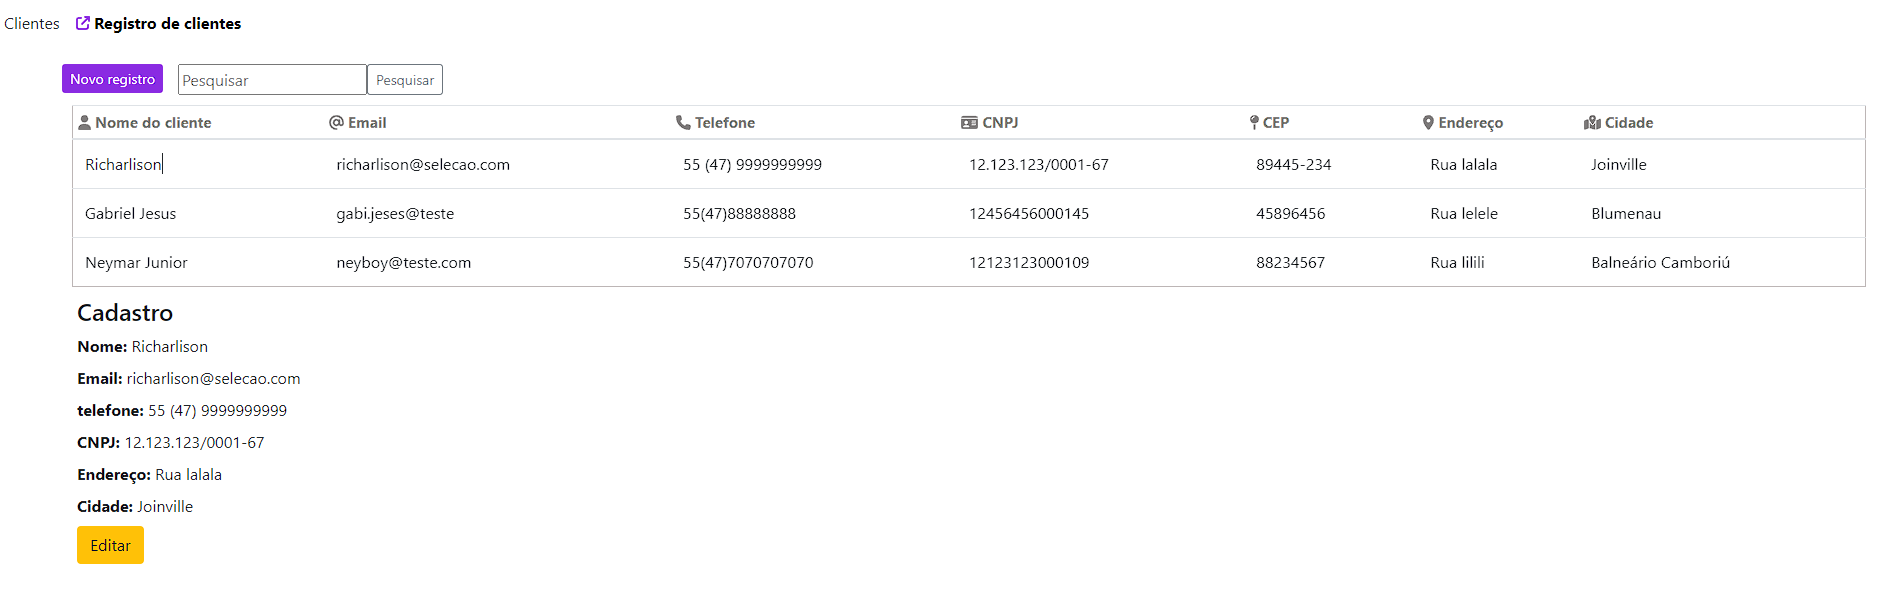 Clientes Registro de clientes
Novo registro Pesquisar Pesquisar
Nome do cliente Email Telefone CNPJ CEP Endereço Cidade
Richarlison richarlison@selecao.com 55 (47) 9999999999 12.123.123/0001-67 89445-234 Rua lalala Joinville
Gabriel Jesus gabi.jeses@teste 55(47)88888888 12456456000145 45896456 Rua lelele Blumenau
Neymar Junior neyboy@teste.com 55(47)7070707070 12123123000109 88234567 Rua lilili Balneário Camboriú
Cadastro
Nome: Richarlison
Email: richarlison@selecao.com
telefone: 55 (47) 9999999999
CNPJ: 12.123.123/0001-67
Endereço: Rua lalala
Cidade: Joinville
Editar